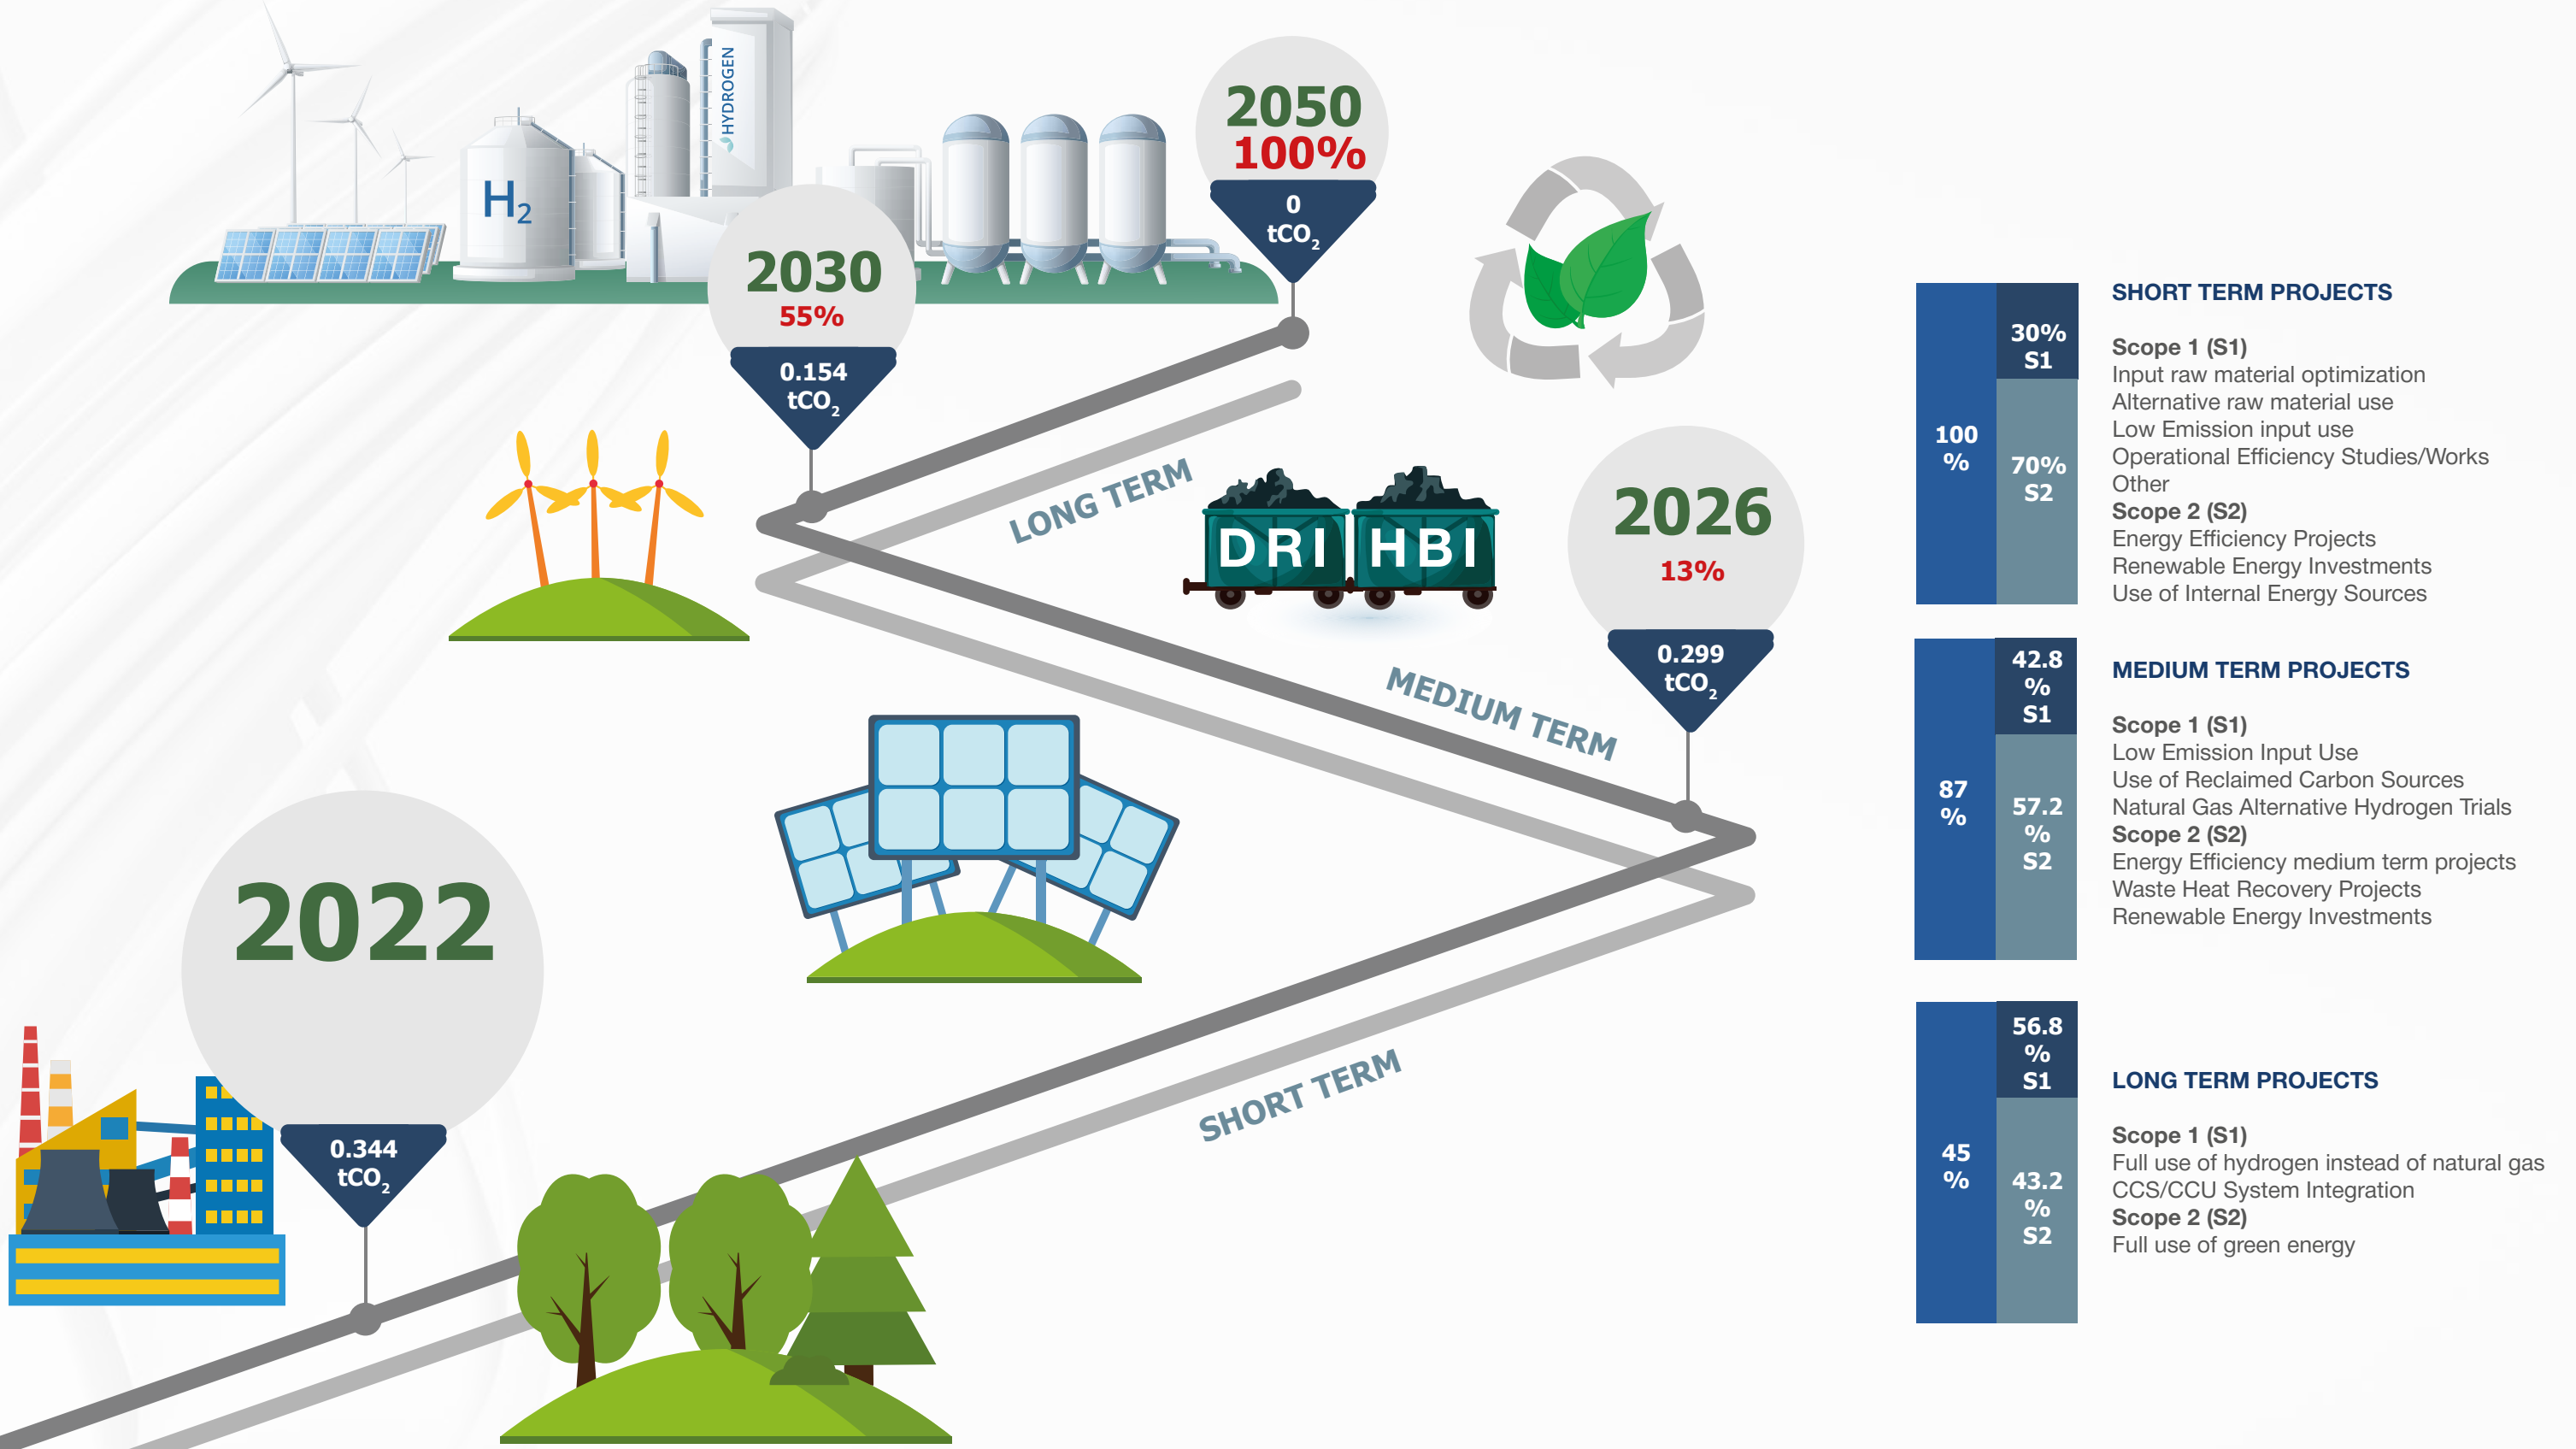 HYDROGEN
H2
2050
100%
0
tCO2
2030
55%
0.154
tCO2
LONG TERM
DRI HBI
2026
13%
0.299
tCO2
MEDIUM TERM
2022
0.344
tCO2
SHORT TERM
100
%
30%
S1
70%
S2
SHORT TERM PROJECTS
Scope 1 (S1)
Input raw material optimization
Alternative raw material use
Low Emission input use
Operational Efficiency Studies/Works
Other
Scope 2 (S2)
Energy Efficiency Projects
Renewable Energy Investments
Use of Internal Energy Sources
87
%
42.8
%
S1
57.2
%
S2
MEDIUM TERM PROJECTS
Scope 1 (S1)
Low Emission Input Use
Use of Reclaimed Carbon Sources
Natural Gas Alternative Hydrogen Trials
Scope 2 (S2)
Energy Efficiency medium term projects
Waste Heat Recovery Projects
Renewable Energy Investments
45
%
56.8
%
S1
43.2
%
S2
LONG TERM PROJECTS
Scope 1 (S1)
Full use of hydrogen instead of natural gas
CCS/CCU System Integration
Scope 2 (S2)
Full use of green energy